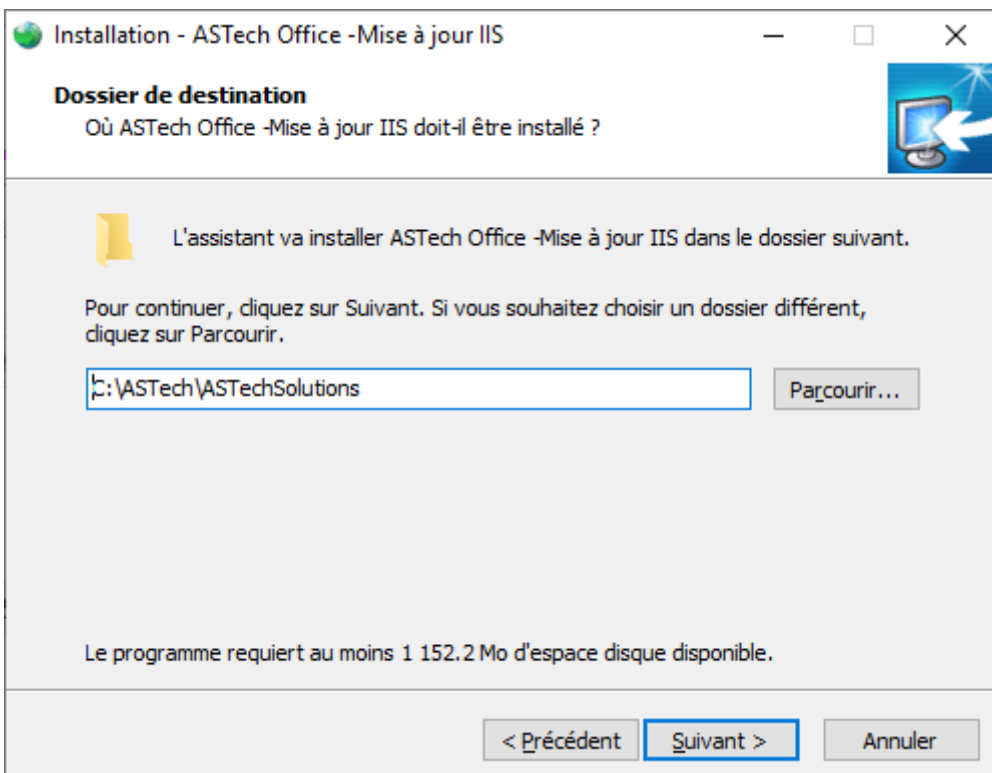 Installation - ASTech Office -Mise à jour IIS
Dossier de destination
Où ASTech Office -Mise à jour IIS doit-il être installé ?
L'assistant va installer ASTech Office -Mise à jour IIS dans le dossier suivant.
Pour continuer, cliquez sur Suivant. Si vous souhaitez choisir un dossier différent,
cliquez sur Parcourir.
C:\ASTech\ASTechSolutions
Parcourir...
Le programme requiert au moins 1 152.2 Mo d'espace disque disponible.
< Précédent
Suivant >
Annuler